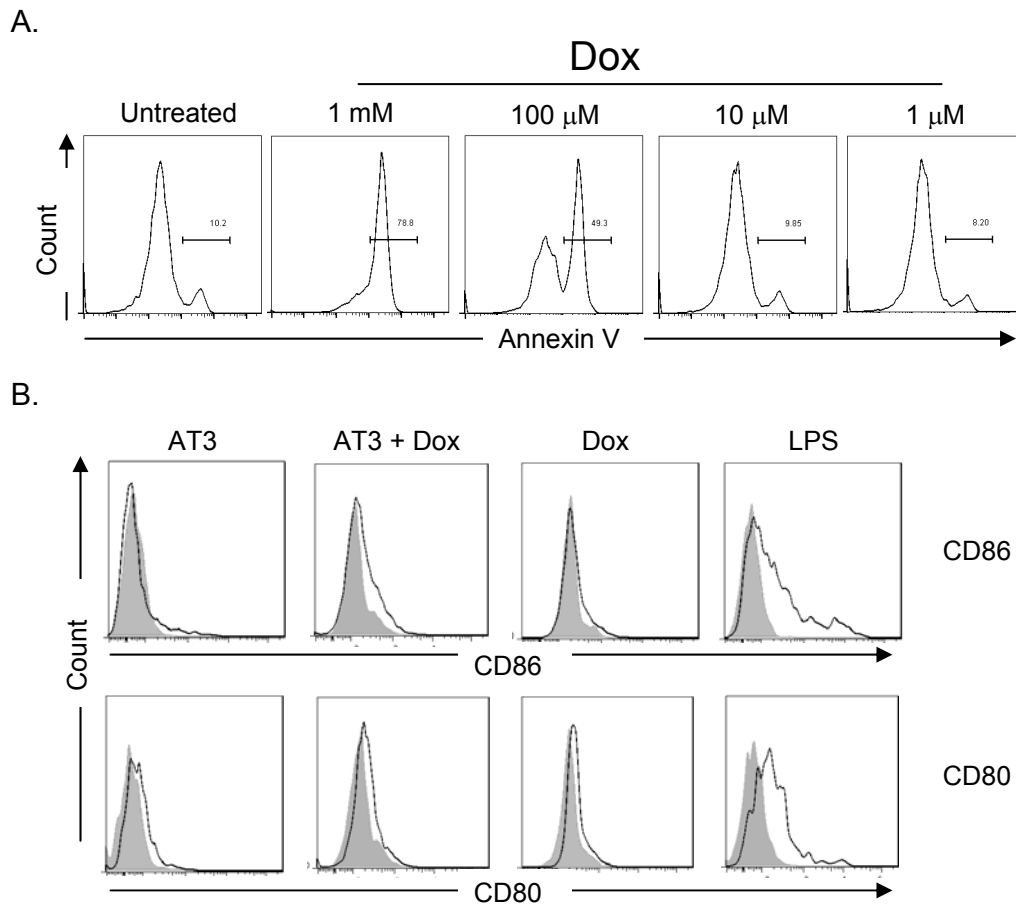 A.
Dox
Untreated 1 mM 100 μM 10 μM 1 μM
10.2 78.8 49.3 9.85 8.20
Count
Annexin V
B.
AT3 AT3 + Dox Dox LPS
CD86
CD86
Count
CD80
CD80